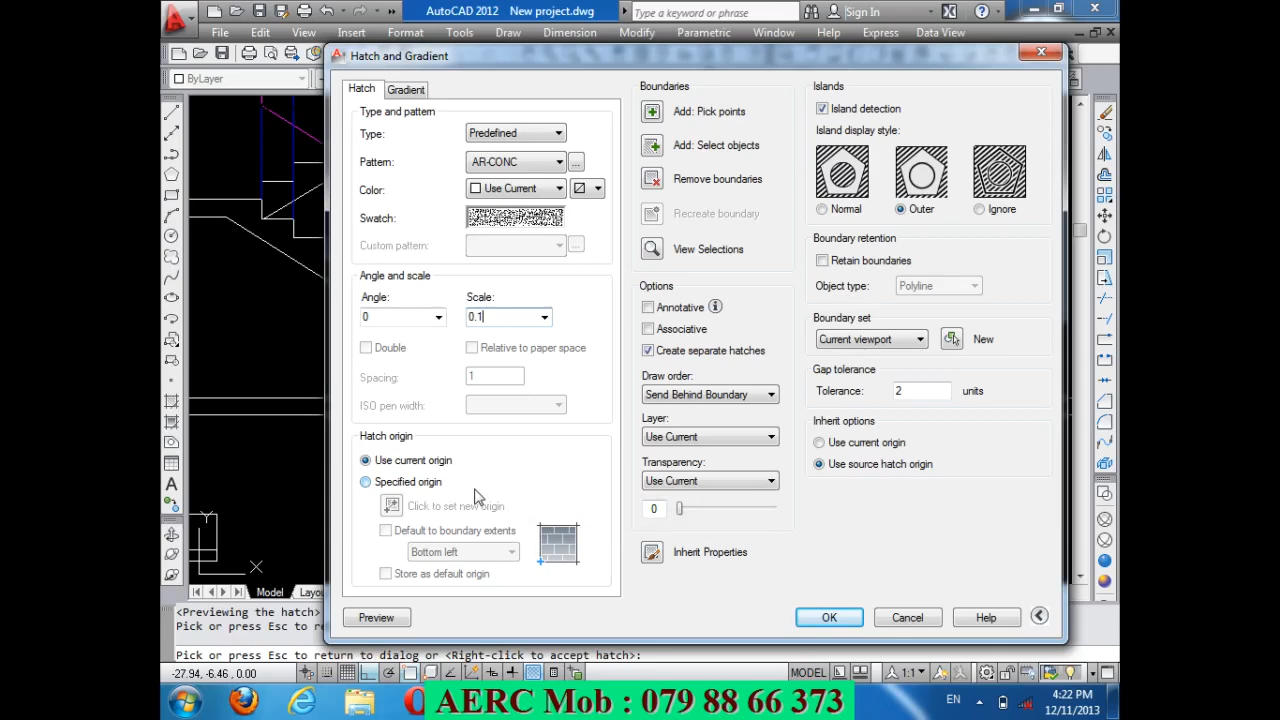 AutoCAD 2012 New project.dwg
Type a keyword or phrase
Sign In
File Edit View Insert Format Tools Draw Dimension Modify Parametric Window Help Express Data View
Hatch and Gradient
ByLayer
Hatch
Gradient
Type and pattern
Type:
Predefined
Pattern:
AR-CONC
...
Color:
Use Current
Swatch:
Custom pattern:
...
Angle and scale
Angle:
Scale:
0
0.1
Double
Relative to paper space
Spacing:
1
ISO pen width:
Hatch origin
Use current origin
Specified origin
Click to set new origin
Default to boundary extents
Bottom left
Store as default origin
Preview
Boundaries
Add: Pick points
Add: Select objects
Remove boundaries
Recreate boundary
View Selections
Options
Annotative
Associative
Create separate hatches
Draw order:
Send Behind Boundary
Layer:
Use Current
Transparency:
Use Current
0
Inherit Properties
Islands
Island detection
Island display style:
Normal
Outer
Ignore
Boundary retention
Retain boundaries
Object type:
Polyline
Boundary set
Current viewport
New
Gap tolerance
Tolerance:
2
units
Inherit options
Use current origin
Use source hatch origin
OK
Cancel
Help
Y
X
Model
Layou
<Previewing the hatch>
Pick or press Esc to re
Pick or press Esc to return to dialog or <Right-click to accept hatch>:
-27.94, -6.46, 0.00
MODEL
1:1
AERC Mob : 079 88 66 373
EN
4:22 PM
12/11/2013